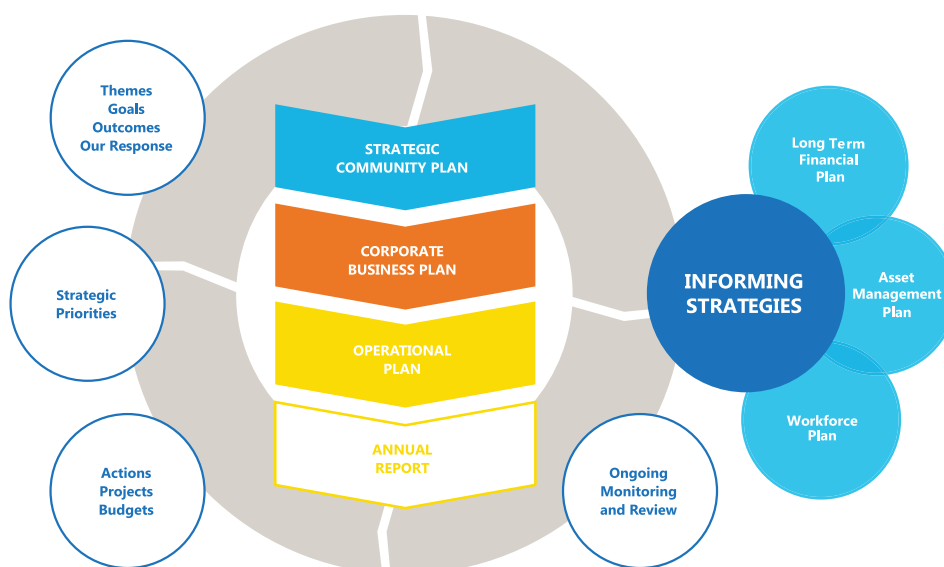 Themes
Goals
Outcomes
Our Response
Strategic
Priorities
Actions
Projects
Budgets
STRATEGIC
COMMUNITY PLAN
CORPORATE
BUSINESS PLAN
OPERATIONAL
PLAN
ANNUAL
REPORT
Ongoing
Monitoring
and Review
INFORMING
STRATEGIES
Long Term
Financial
Plan
Asset
Management
Plan
Workforce
Plan